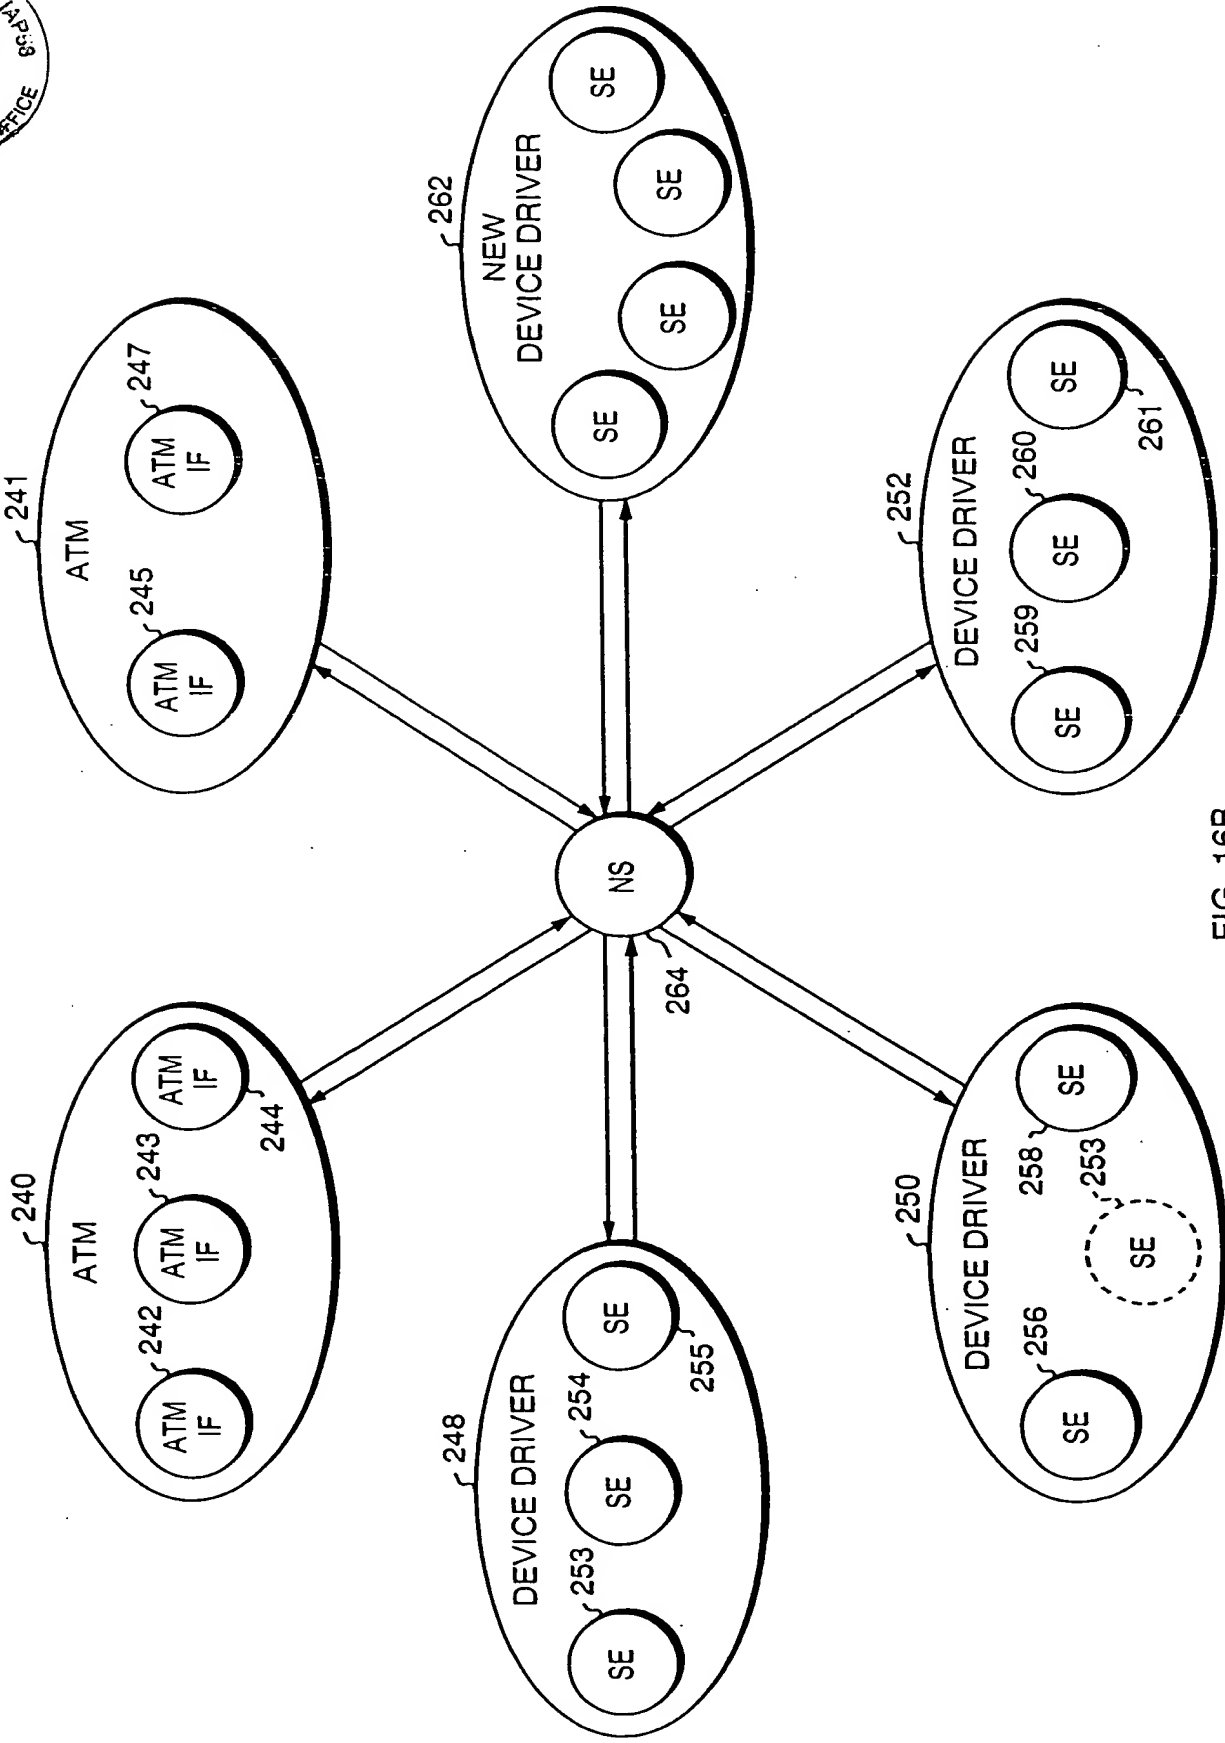 240
ATM
242
ATM
IF
243
ATM
IF
ATM
IF
244
241
ATM
245
ATM
IF
247
ATM
IF
248
DEVICE DRIVER
253
SE
254
SE
SE
255
NS
264
262
NEW
DEVICE DRIVER
SE
SE
SE
SE
250
DEVICE DRIVER
256
SE
258
SE
253
SE
252
DEVICE DRIVER
259
SE
260
SE
SE
261
FIG. 16B